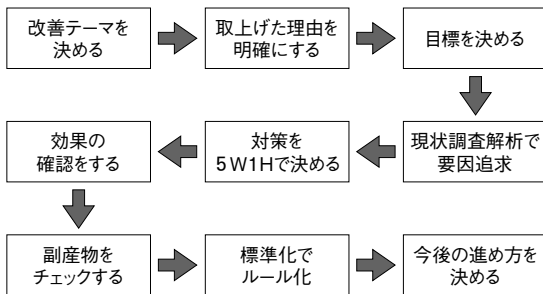 改善テーマを
決める
取上げた理由を
明確にする
目標を決める
現状調査解析で
要因追求
対策を
5W1Hで決める
効果の
確認をする
副産物を
チェックする
標準化で
ルール化
今後の進め方を
決める